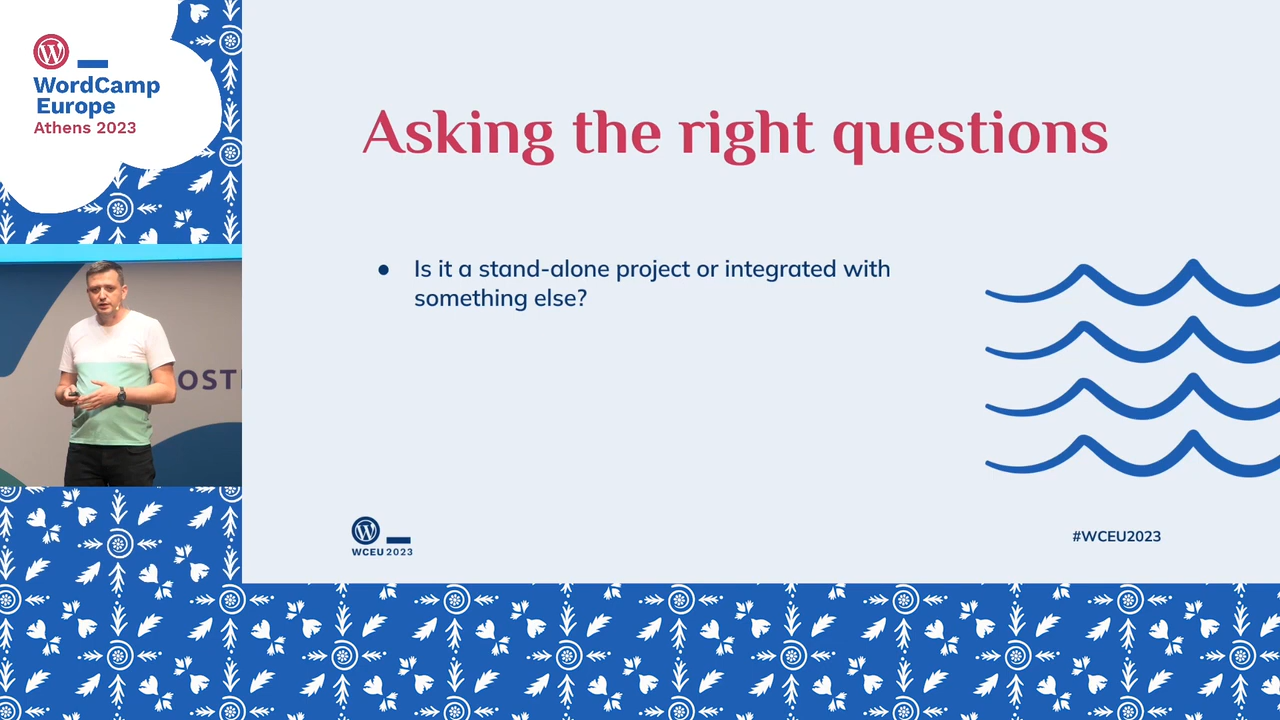 WordCamp
Europe
Athens 2023
Asking the right questions
● Is it a stand-alone project or integrated with
something else?
OST
WCEU 2023
#WCEU2023